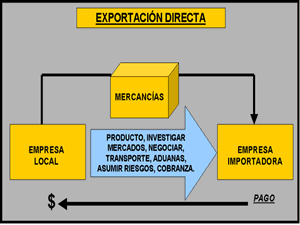 EXPORTACIÓN DIRECTA
MERCANCÍAS
EMPRESA
LOCAL
PRODUCTO, INVESTIGAR
MERCADOS, NEGOCIAR,
TRANSPORTE, ADUANAS,
ASUMIR RIESGOS, COBRANZA.
EMPRESA
IMPORTADORA
$
PAGO